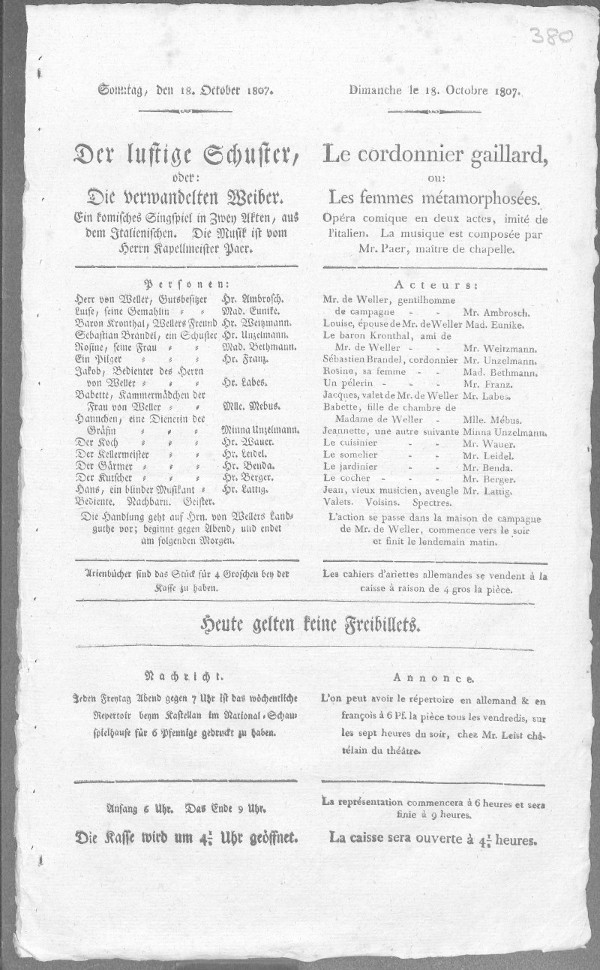 380
Sonntag, den 18. October 1807.
Der lustige Schuster,
oder:
Die verwandelten Weiber.
Ein komisches Singspiel in Zwey Akten, aus
dem Italienischen. Die Musik ist vom
Herrn Kapellmeister Paer.
Personen:
Herr von Weller, Gutsbesitzer Hr. Ambrosch.
Luise, seine Gemahlin Mad. Eunike.
Baron Kronthal, Wellers Freund Hr. Weitzmann.
Sebastian Brandel, ein Schuster Hr. Unzelmann.
Rosine, seine Frau Mad. Bethmann.
Ein Pilger Hr. Franz.
Jakob, Bedienter des Herrn
von Weller Hr. Labes.
Babette, Kammermädchen der
Frau von Weller Mlle. Mebus.
Hannchen, eine Dienerin der
Gräfin Minna Unzelmann.
Der Koch Hr. Wauer.
Der Kellermeister Hr. Leidel.
Der Gärtner Hr. Benda.
Der Kutscher Hr. Berger.
Hans, ein blinder Musikant Hr. Lattig.
Bediente. Nachbarn. Geister.
Die Handlung geht auf Hrn. von Wellers Land-
guthe vor; beginnt gegen Abend, und endet
am folgenden Morgen.
Arienbücher sind das Stück für 4 Groschen bey der
Kasse zu haben.
Dimanche le 18. Octobre 1807.
Le cordonnier gaillard,
ou:
Les femmes métamorphosées.
Opéra comique en deux actes, imité de
l'italien. La musique est composée par
Mr. Paer, maître de chapelle.
Acteurs:
Mr. de Weller, gentilhomme
de campagne - - Mr. Ambrosch.
Louise, épouse de Mr. de Weller Mad. Eunike.
Le baron Kronthal, ami de
Mr. de Weller - - Mr. Weitzmann.
Sébastien Brandel, cordonnier Mr. Unzelmann.
Rosine, sa femme - - Mad. Bethmann.
Un pélerin - - Mr. Franz.
Jacques, valet de Mr. de Weller Mr. Labes.
Babette, fille de chambre de
Madame de Weller - Mlle. Mébus.
Jeannette, une autre suivante Minna Unzelmann.
Le cuisinier - - Mr. Wauer.
Le somelier - - Mr. Leidel.
Le jardinier - - Mr. Benda.
Le cocher - - - Mr. Berger.
Jean, vieux musicien, aveugle Mr. Lattig.
Valets. Voisins. Spectres.
L'action se passe dans la maison de campagne
de Mr. de Weller, commence vers le soir
et finit le lendemain matin.
Les cahiers d'ariettes allemandes se vendent à la
caisse à raison de 4 gros la pièce.
Heute gelten keine Freibillets.
Nachricht.
Jeden Freytag Abend gegen 7 Uhr ist das wöchentliche
Repertoir beym Kastellan im National-Schau-
spielhause für 6 Pfennige gedruckt zu haben.
Annonce.
L'on peut avoir le répertoire en allemand & en
français à 6 Pf. la pièce tous les vendredis, sur
les sept heures du soir, chez Mr. Leist châ-
télain du théâtre.
Anfang 6 Uhr. Das Ende 9 Uhr.
Die Kasse wird um 4½ Uhr geöffnet.
La représentation commencera à 6 heures et sera
finie à 9 heures.
La caisse sera ouverte à 4½ heures.